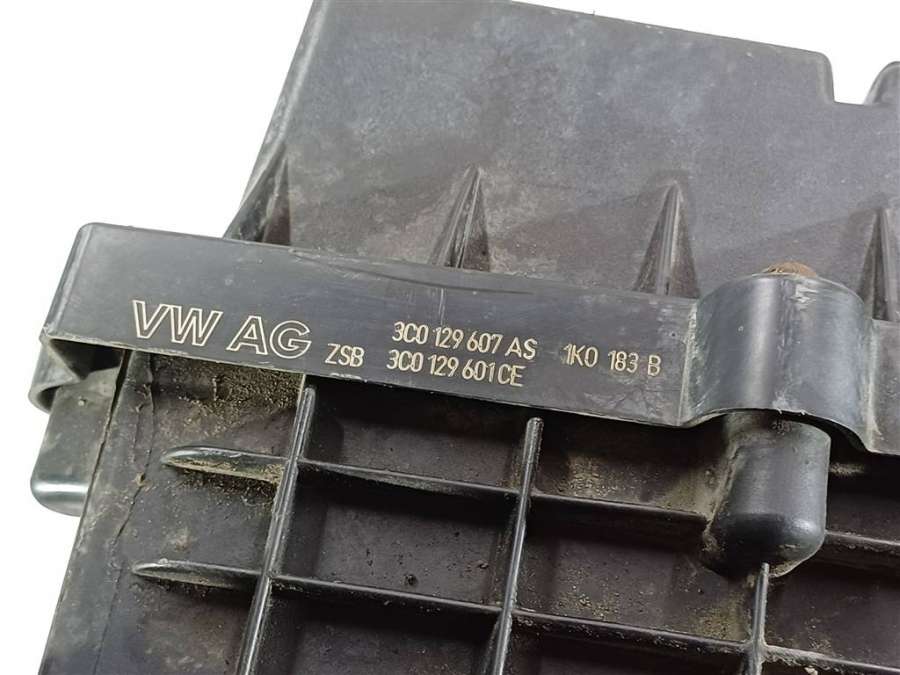 VW AG 3C0 129 607 AS 1K0 183 B
ZSB 3C0 129 601 CE